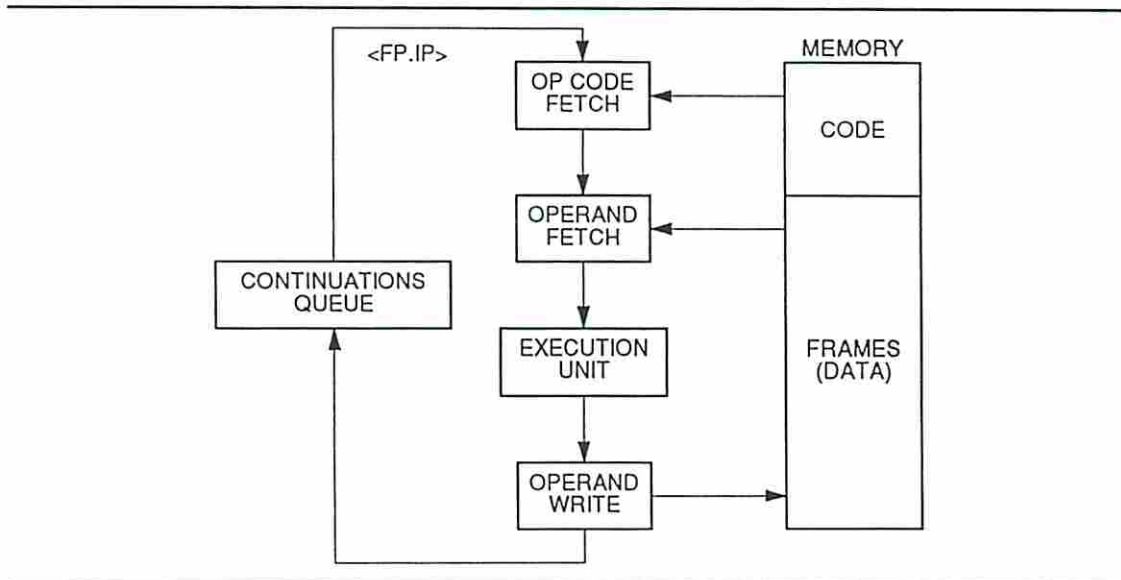 <FP.IP>
MEMORY
OP CODE
FETCH
CODE
OPERAND
FETCH
CONTINUATIONS
QUEUE
EXECUTION
UNIT
FRAMES
(DATA)
OPERAND
WRITE